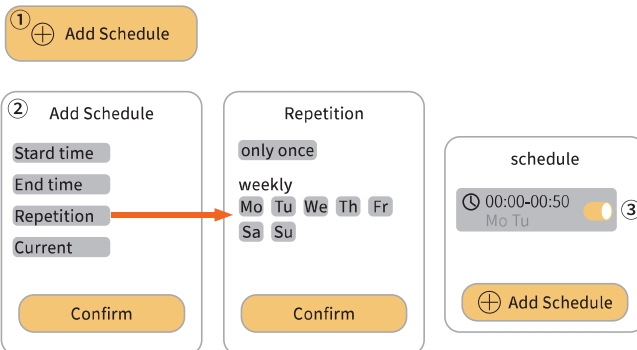 ① Add Schedule
② Add Schedule
Stard time
End time
Repetition
Current
Confirm
Repetition
only once
weekly
Mo Tu We Th Fr
Sa Su
Confirm
schedule
00:00-00:50
Mo Tu
③
Add Schedule